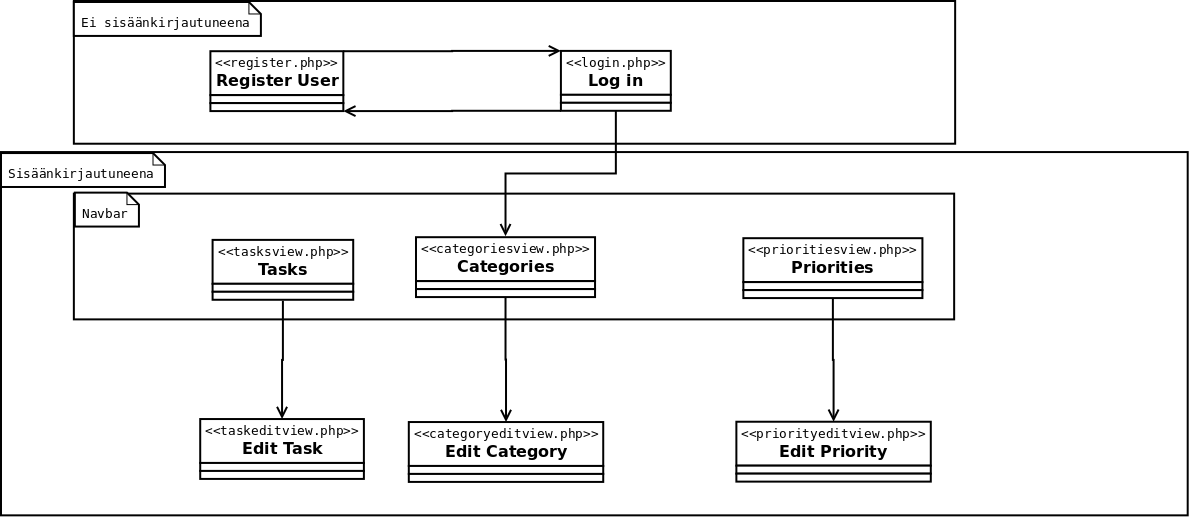 Ei sisäänkirjautuneena
<<register.php>>
Register User
<<login.php>>
Log in
Sisäänkirjautuneena
Navbar
<<tasksview.php>>
Tasks
<<categoriesview.php>>
Categories
<<prioritiesview.php>>
Priorities
<<taskeditview.php>>
Edit Task
<<categoryeditview.php>>
Edit Category
<<priorityeditview.php>>
Edit Priority